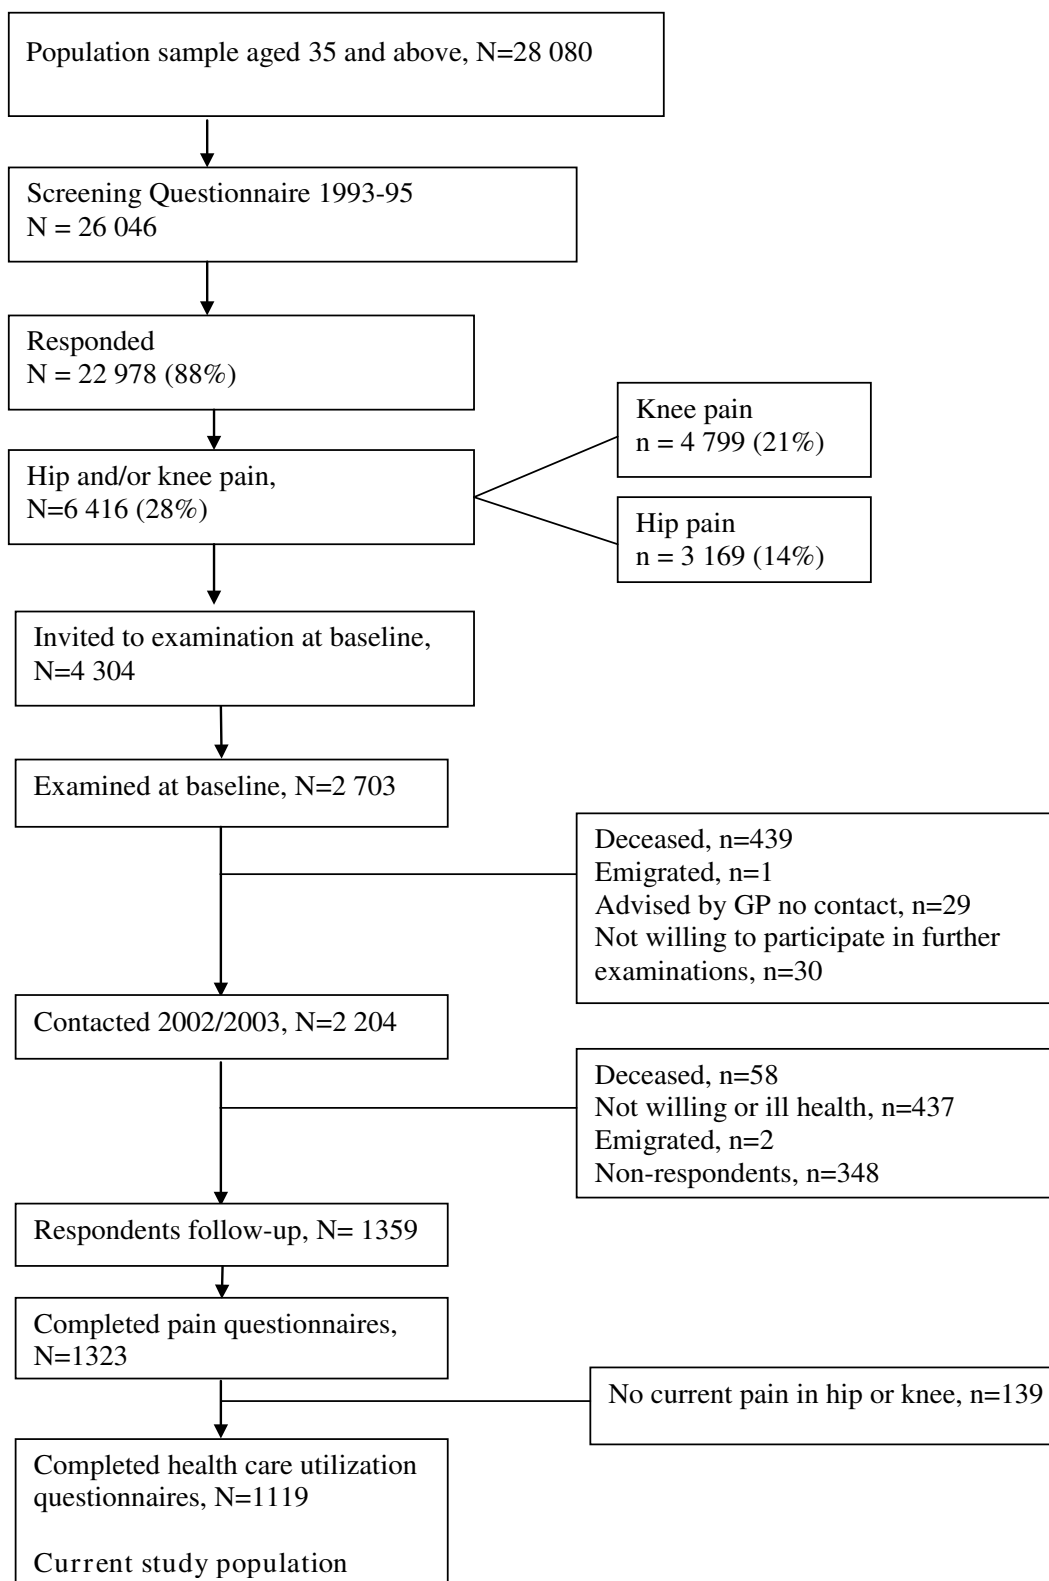 Population sample aged 35 and above, N=28 080
Screening Questionnaire 1993-95
N = 26 046
Responded
N = 22 978 (88%)
Knee pain
n = 4 799 (21%)
Hip and/or knee pain,
N=6 416 (28%)
Hip pain
n = 3 169 (14%)
Invited to examination at baseline,
N=4 304
Examined at baseline, N=2 703
Deceased, n=439
Emigrated, n=1
Advised by GP no contact, n=29
Not willing to participate in further
examinations, n=30
Contacted 2002/2003, N=2 204
Deceased, n=58
Not willing or ill health, n=437
Emigrated, n=2
Non-respondents, n=348
Respondents follow-up, N= 1359
Completed pain questionnaires,
N=1323
No current pain in hip or knee, n=139
Completed health care utilization
questionnaires, N=1119
Current study population